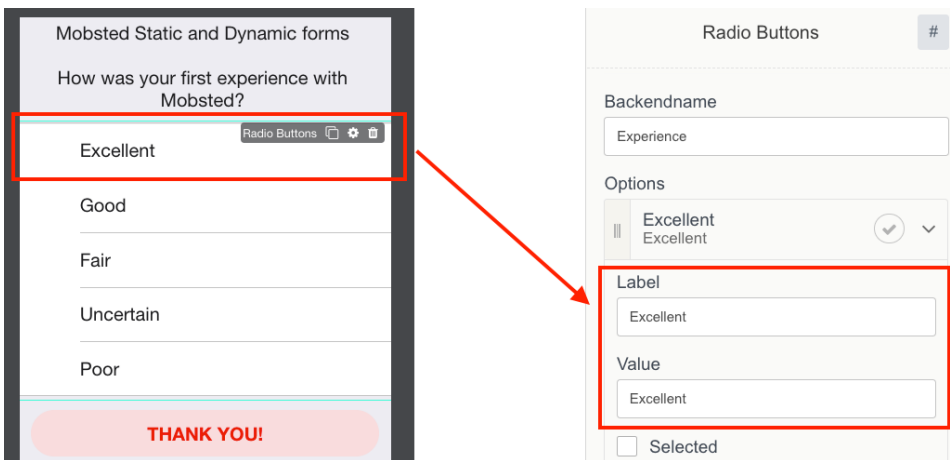 Mobsted Static and Dynamic forms
How was your first experience with
Mobsted?
Radio Buttons
Excellent
Good
Fair
Uncertain
Poor
THANK YOU!
Radio Buttons
#
Backendname
Experience
Options
Excellent
Excellent
Label
Excellent
Value
Excellent
Selected